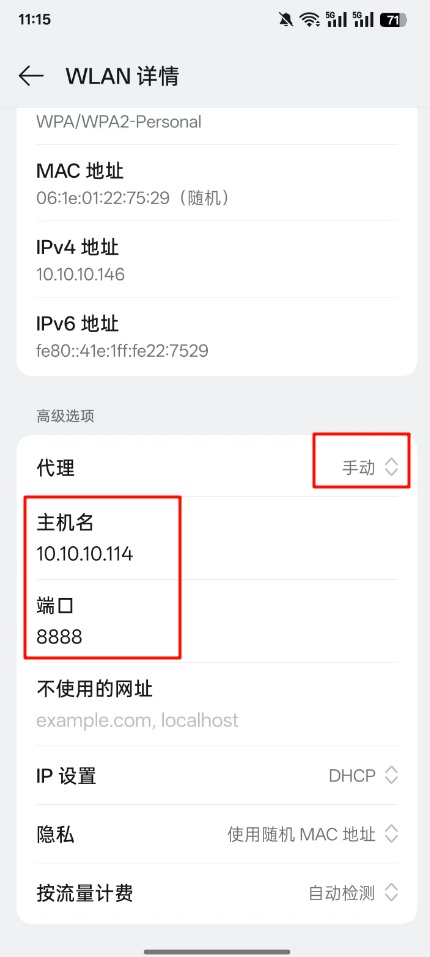 11:15
5G 5G 71
WLAN 详情
WPA/WPA2-Personal
MAC 地址
06:1e:01:22:75:29（随机）
IPv4 地址
10.10.10.146
IPv6 地址
fe80::41e:1ff:fe22:7529
高级选项
代理
手动
主机名
10.10.10.114
端口
8888
不使用的网址
example.com, localhost
IP 设置
DHCP
隐私
使用随机 MAC 地址
按流量计费
自动检测